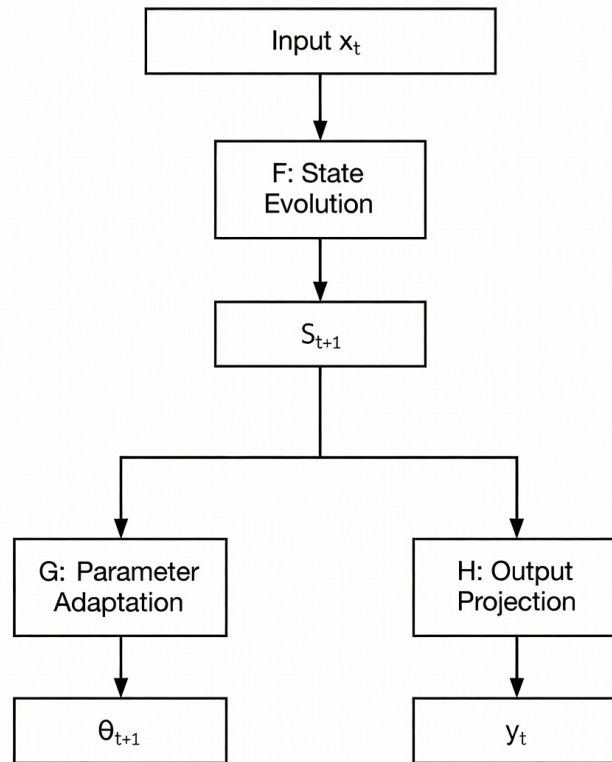 Input xₜ
F: State
Evolution
Sₜ₊₁
G: Parameter
Adaptation
H: Output
Projection
θₜ₊₁
yₜ